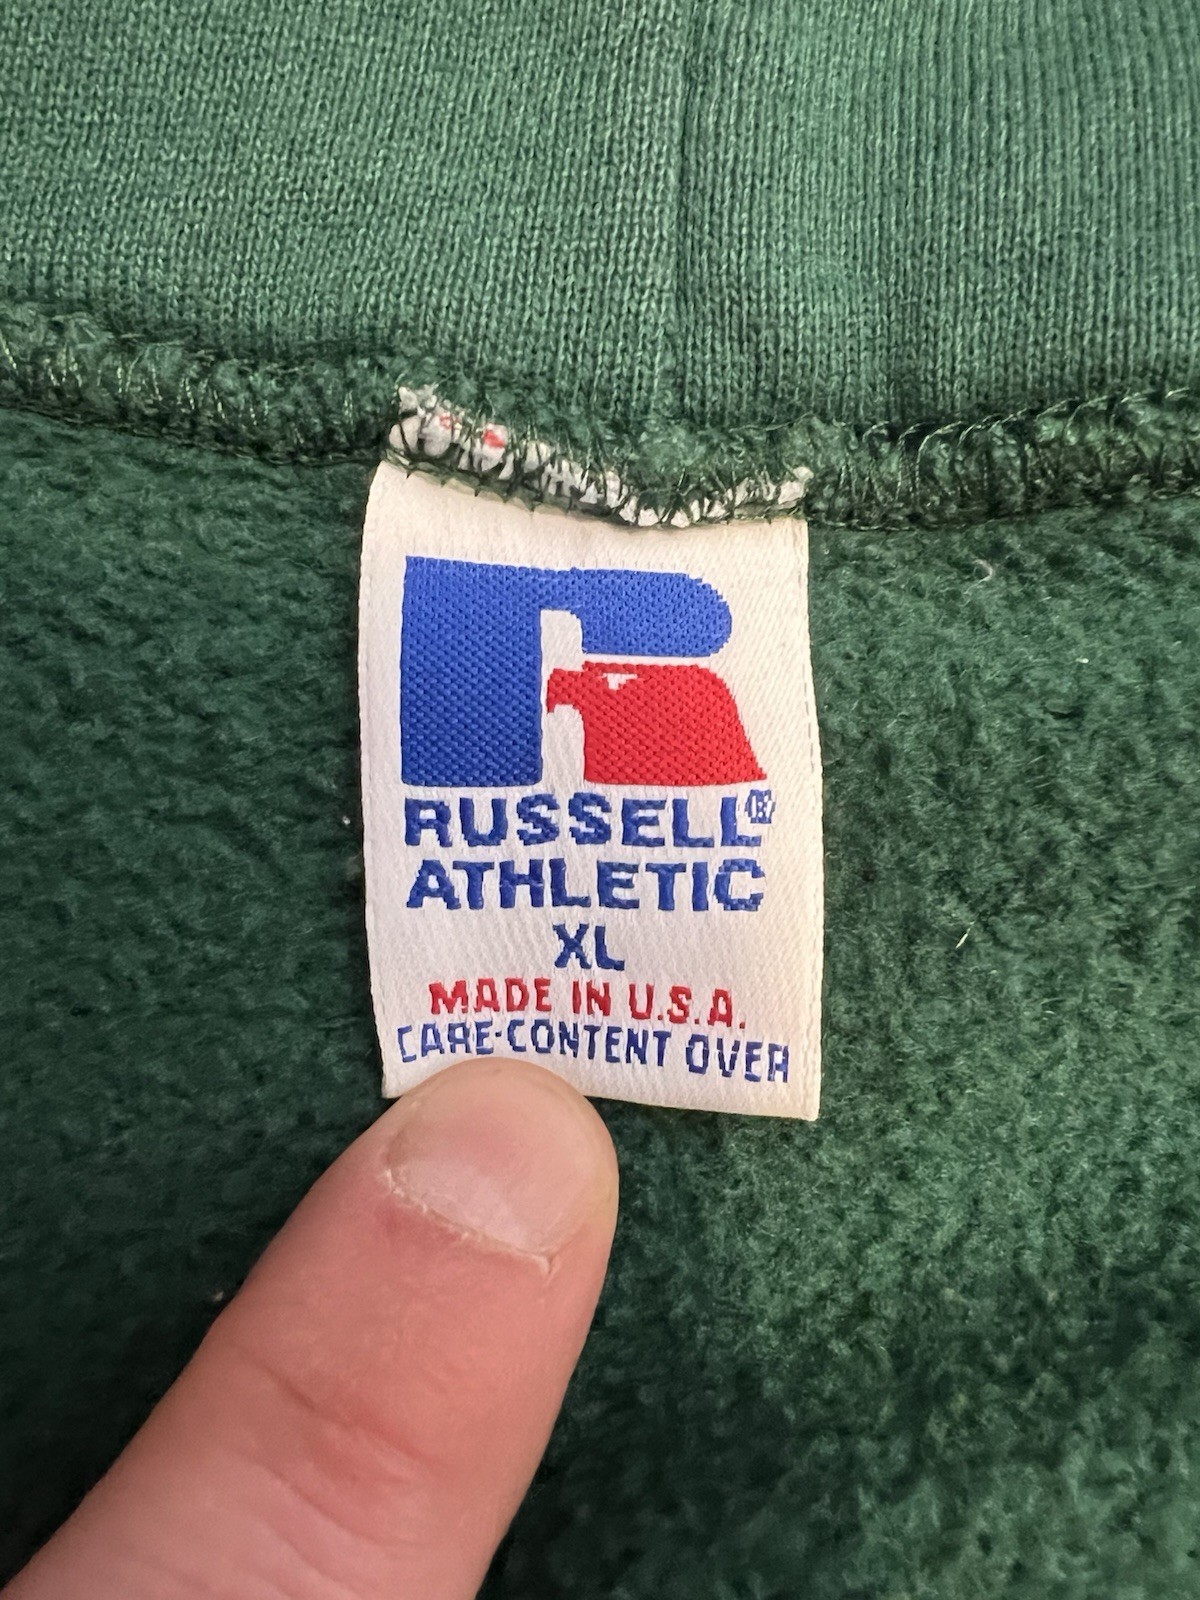 RUSSELL®
ATHLETIC
XL
MADE IN U.S.A.
CARE-CONTENT OVER